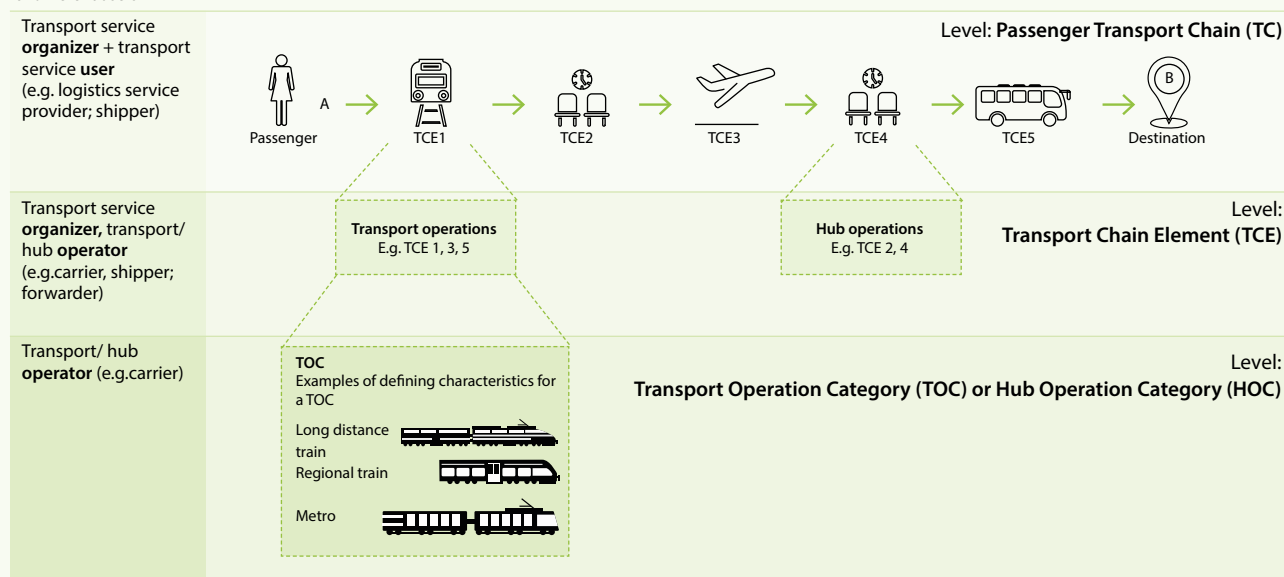 Transport service
organizer + transport
service user
(e.g. logistics service
provider; shipper)
Level: Passenger Transport Chain (TC)
A
B
Passenger
TCE1
TCE2
TCE3
TCE4
TCE5
Destination
Transport service
organizer, transport/
hub operator
(e.g.carrier, shipper;
forwarder)
Transport operations
E.g. TCE 1, 3, 5
Hub operations
E.g. TCE 2, 4
Level:
Transport Chain Element (TCE)
Transport/ hub
operator (e.g.carrier)
TOC
Examples of defining characteristics for
a TOC
Long distance
train
Regional train
Metro
Level:
Transport Operation Category (TOC) or Hub Operation Category (HOC)